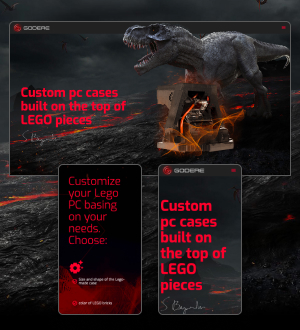 GODERE
Custom pc cases
built on the top of
LEGO pieces
Customize
your Lego
PC basing
on your
needs.
Choose:
Size and shape of the Lego-
made case
color of LEGO bricks
GODERE
Custom
pc cases
built on
the top of
LEGO
pieces